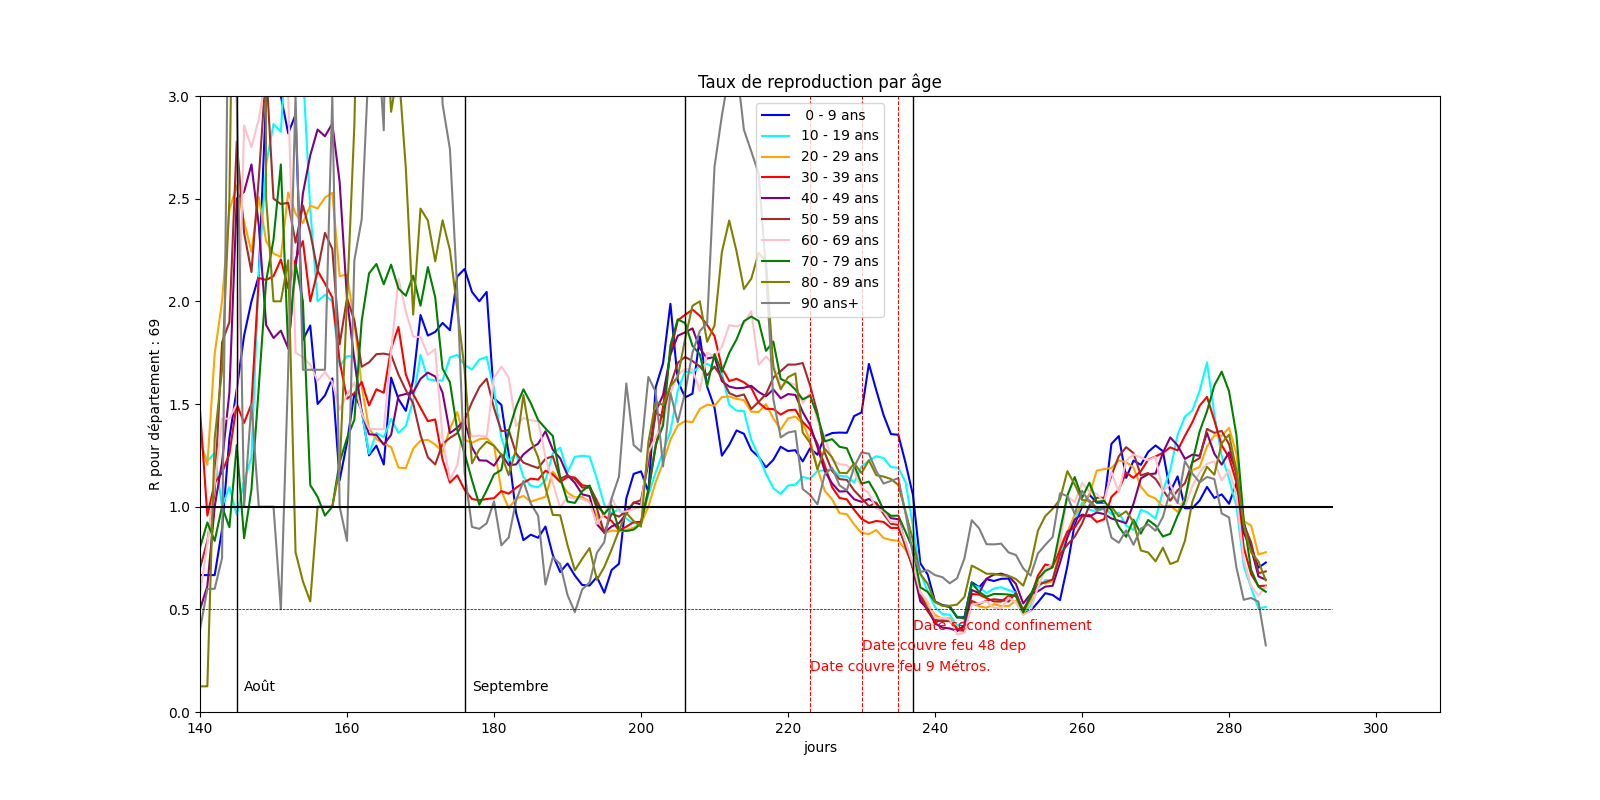 Taux de reproduction par âge
3.0
2.5
2.0
1.5
1.0
0.5
0.0
R pour département : 69
0 - 9 ans
10 - 19 ans
20 - 29 ans
30 - 39 ans
40 - 49 ans
50 - 59 ans
60 - 69 ans
70 - 79 ans
80 - 89 ans
90 ans+
Date second confinement
Date couvre feu 48 dep
Date couvre feu 9 Métros.
Août
Septembre
140
160
180
200
220
240
260
280
300
jours